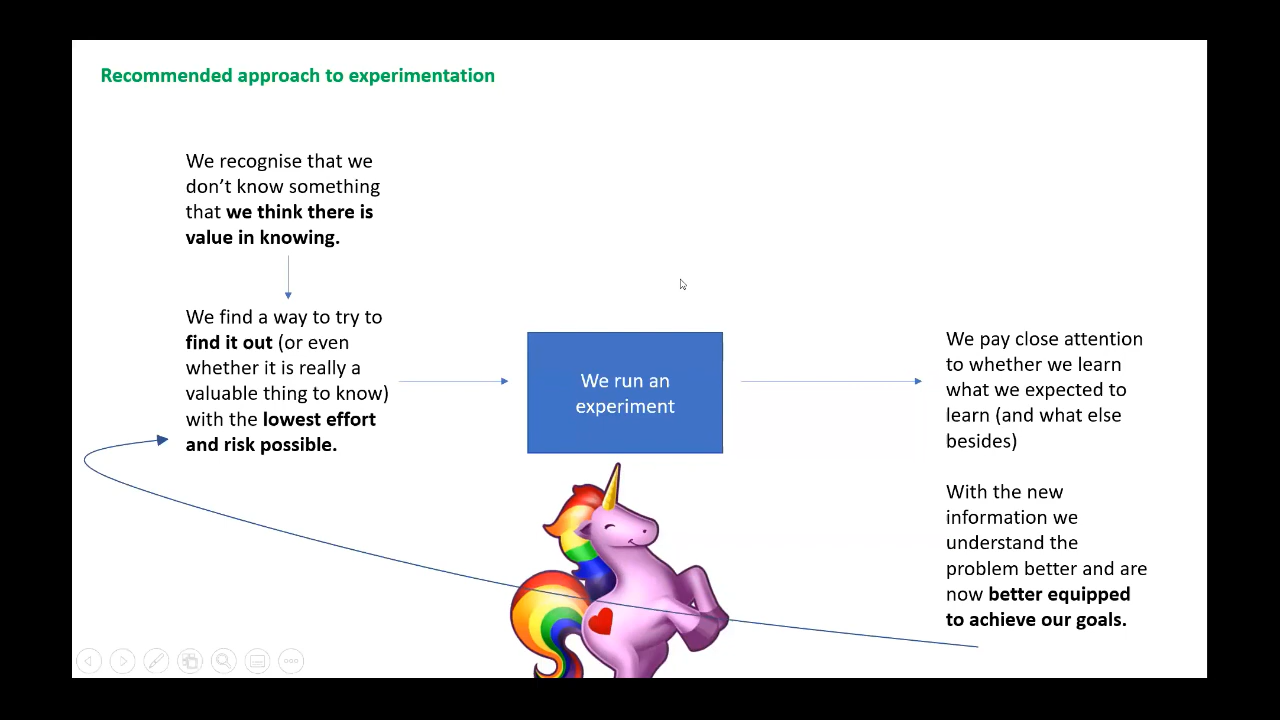 Recommended approach to experimentation
We recognise that we
don't know something
that we think there is
value in knowing.
We find a way to try to
find it out (or even
whether it is really a
valuable thing to know)
with the lowest effort
and risk possible.
We run an
experiment
We pay close attention
to whether we learn
what we expected to
learn (and what else
besides)
With the new
information we
understand the
problem better and are
now better equipped
to achieve our goals.